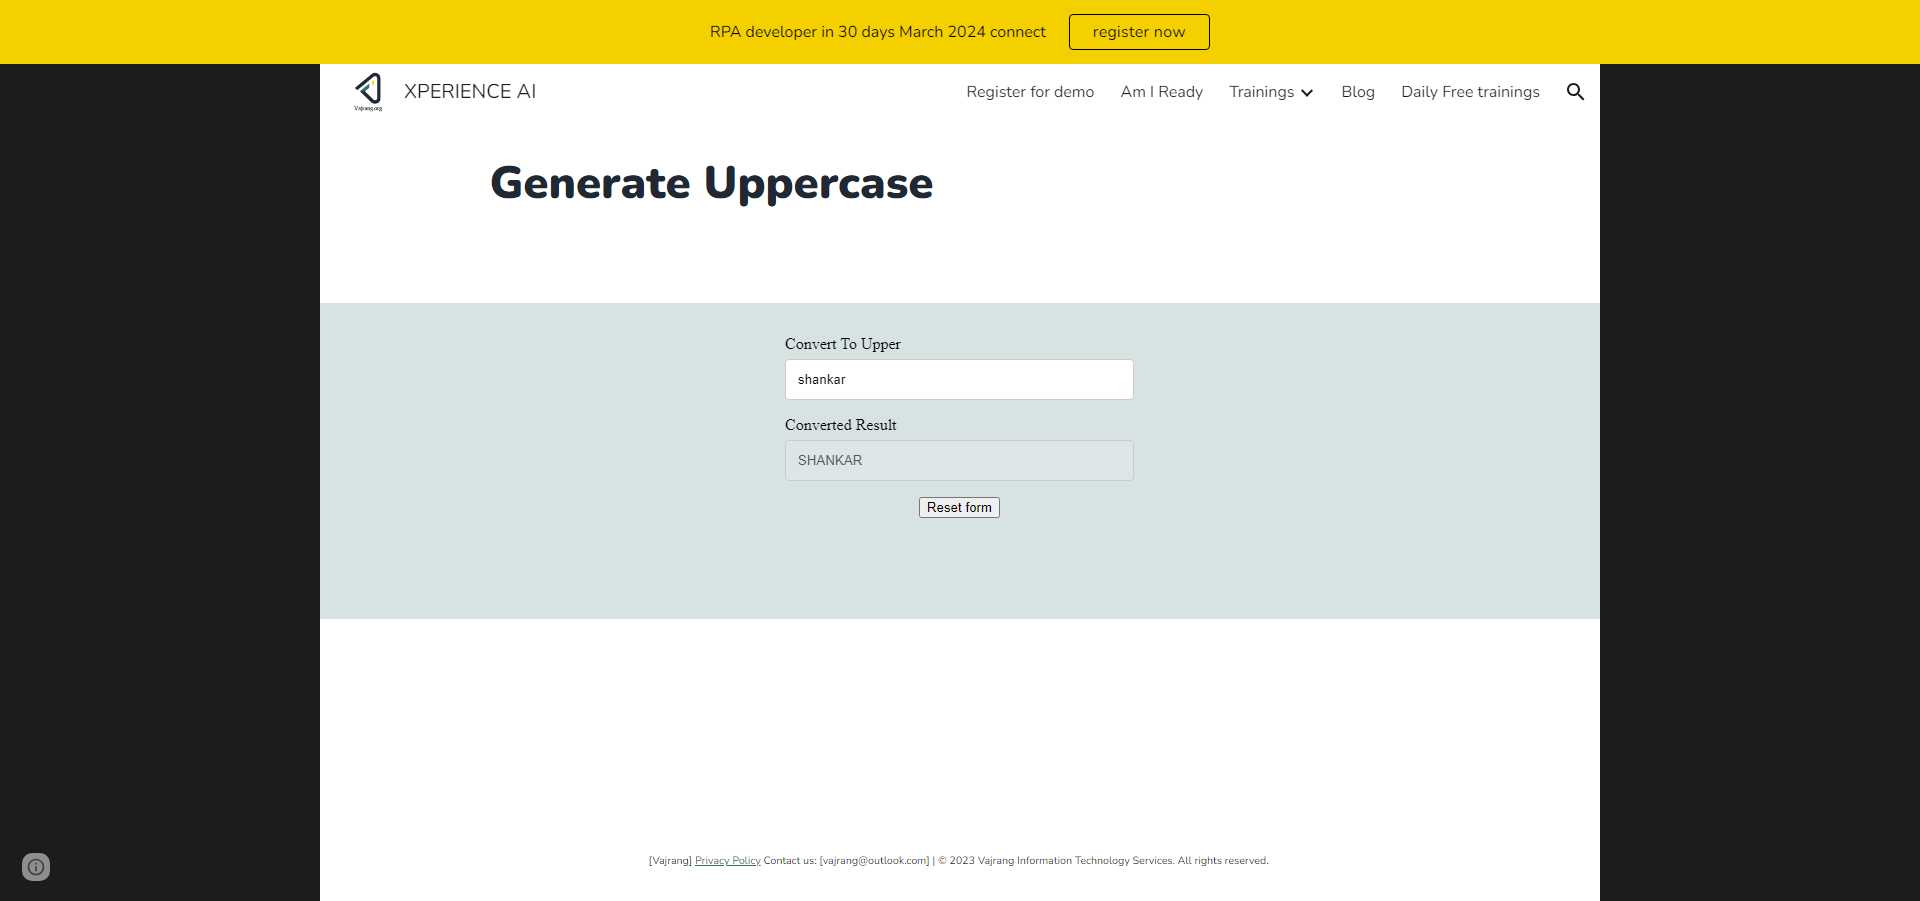 RPA developer in 30 days March 2024 connect register now
Vajrang.org
XPERIENCE AI
Register for demo Am I Ready Trainings Blog Daily Free trainings
Generate Uppercase
Convert To Upper
shankar
Converted Result
SHANKAR
Reset form
[Vajrang] Privacy Policy Contact us: [vajrang@outlook.com] | © 2023 Vajrang Information Technology Services. All rights reserved.